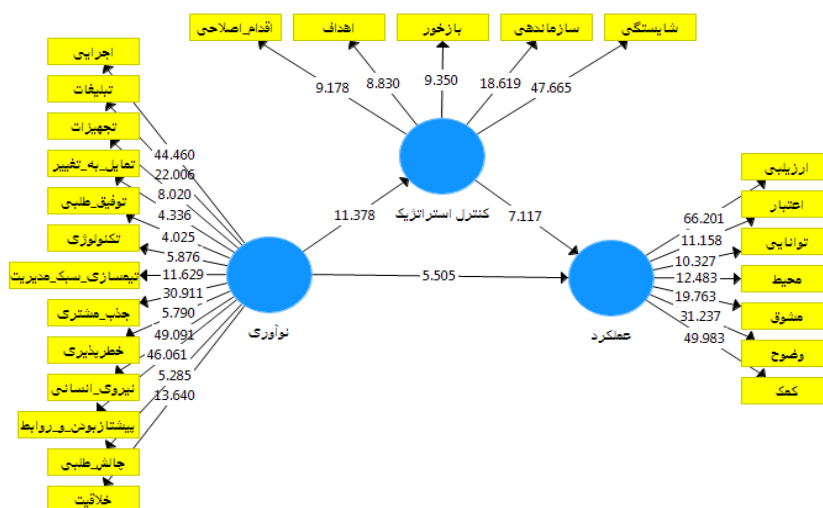 شایستگی
سازماندهی
بازخور
اهداف
اقدام_اصلاحی
9.178
8.830
9.350
18.619
47.665
کنترل استراتژیک
اجرایی
تبلیغات
تجهیزات
تمایل_به_تغییر
توفیق_طلبی
تکنولوژی
تیمسازی_سبک_مدیریت
جذب_مشتری
خطرپذیری
نیروی_انسانی
پیشتازبودن_و_روابط
چالش_طلبی
خلاقیت
44.460
22.006
8.020
4.336
4.025
5.876
11.629
30.911
5.790
49.091
46.061
5.285
13.640
نوآوری
11.378
7.117
5.505
عملکرد
66.201
11.158
10.327
12.483
19.763
31.237
49.983
ارزیابی
اعتبار
توانایی
محیط
مشوق
وضوح
کمک